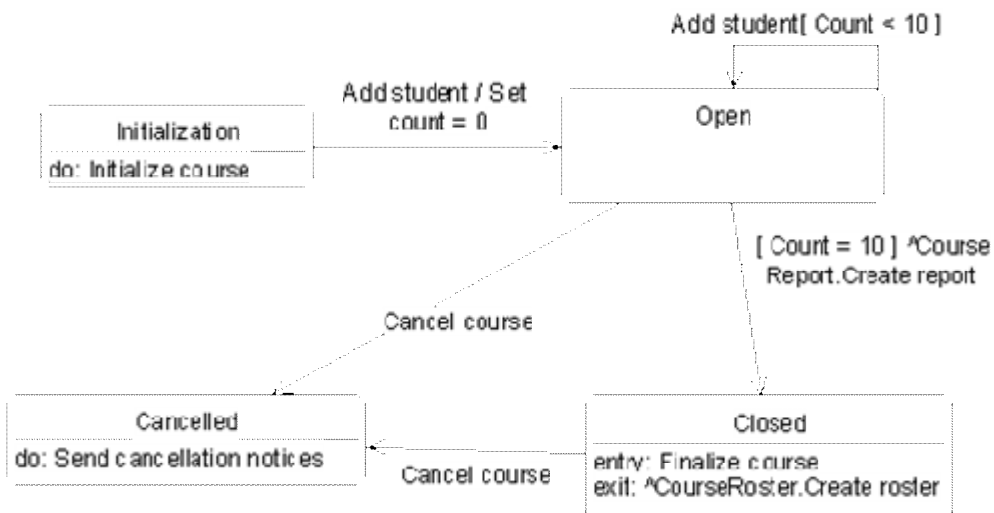 Add student[ Count < 10 ]
Add student / Set
count = 0
Open
Initialization
do: Initialize course
[ Count = 10 ] ^Course
Report.Create report
Cancel course
Cancelled
do: Send cancellation notices
Cancel course
Closed
entry: Finalize course
exit: ^CourseRoster.Create roster